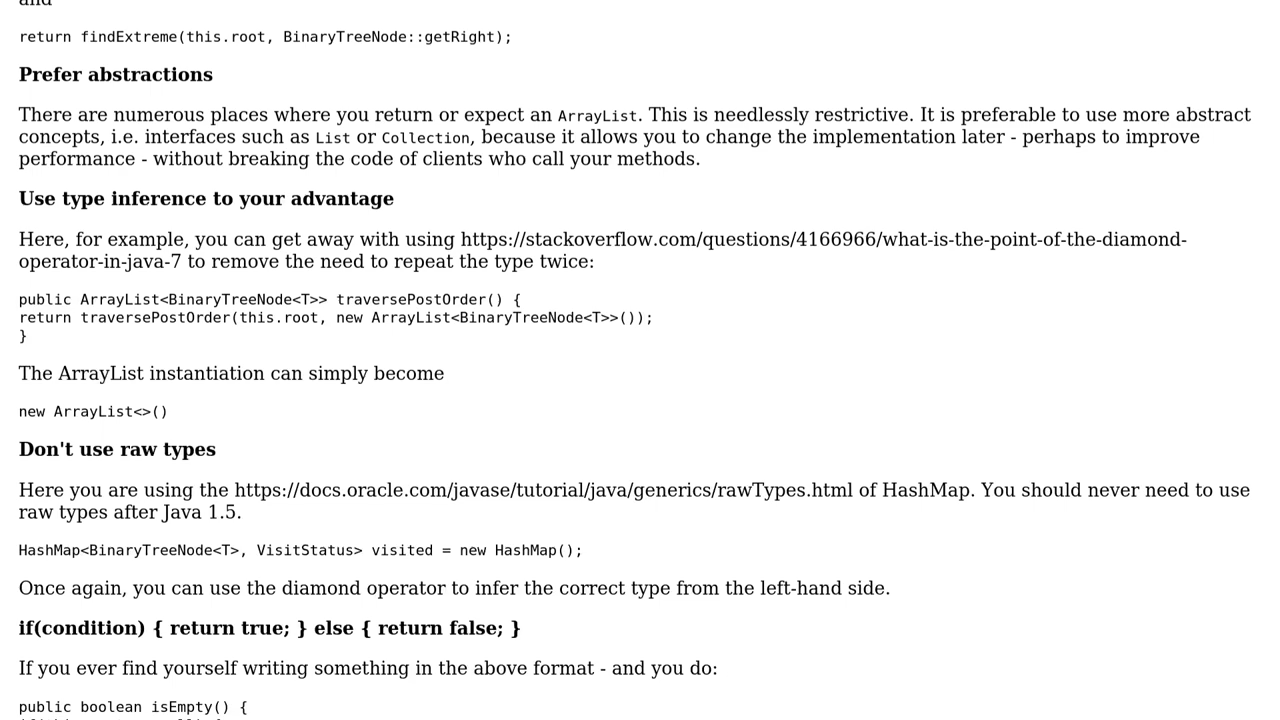 and
return findExtreme(this.root, BinaryTreeNode::getRight);
Prefer abstractions
There are numerous places where you return or expect an ArrayList. This is needlessly restrictive. It is preferable to use more abstract
concepts, i.e. interfaces such as List or Collection, because it allows you to change the implementation later - perhaps to improve
performance - without breaking the code of clients who call your methods.
Use type inference to your advantage
Here, for example, you can get away with using https://stackoverflow.com/questions/4166966/what-is-the-point-of-the-diamond-
operator-in-java-7 to remove the need to repeat the type twice:
public ArrayList<BinaryTreeNode<T>> traversePostOrder() {
return traversePostOrder(this.root, new ArrayList<BinaryTreeNode<T>>());
}
The ArrayList instantiation can simply become
new ArrayList<>()
Don't use raw types
Here you are using the https://docs.oracle.com/javase/tutorial/java/generics/rawTypes.html of HashMap. You should never need to use
raw types after Java 1.5.
HashMap<BinaryTreeNode<T>, VisitStatus> visited = new HashMap();
Once again, you can use the diamond operator to infer the correct type from the left-hand side.
if(condition) { return true; } else { return false; }
If you ever find yourself writing something in the above format - and you do:
public boolean isEmpty() {